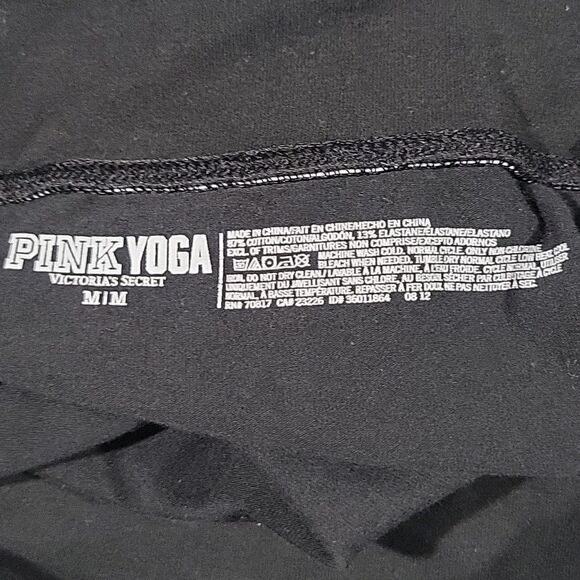 PINK YOGA
VICTORIA'S SECRET
M|M
MADE IN CHINA/FAIT EN CHINE/HECHO EN CHINA
87% COTTON/COTON/ALGODÓN, 13% ELASTANE/ELASTANE/ELASTANO
EXCL. OF TRIMS/GARNITURES NON COMPRISE/EXCEPTO ADORNOS
MACHINE WASH COLD. NORMAL CYCLE. ONLY NON-CHLORINE
BLEACH WHEN NEEDED. TUMBLE DRY NORMAL CYCLE LOW HEAT. COOL
IRON. DO NOT DRY CLEAN./ LAVABLE À LA MACHINE, À L'EAU FROIDE. CYCLE NORMAL. UTILISER
UNIQUEMENT DU JAVELLISANT SANS CHLORE, AU BESOIN. SÉCHER PAR CULBUTAGE À CYCLE
NORMAL, À BASSE TEMPÉRATURE. REPASSER À FER DOUX. NE PAS NETTOYER À SEC.
RN# 70817 CA# 23226 ID# 36011864 08 12